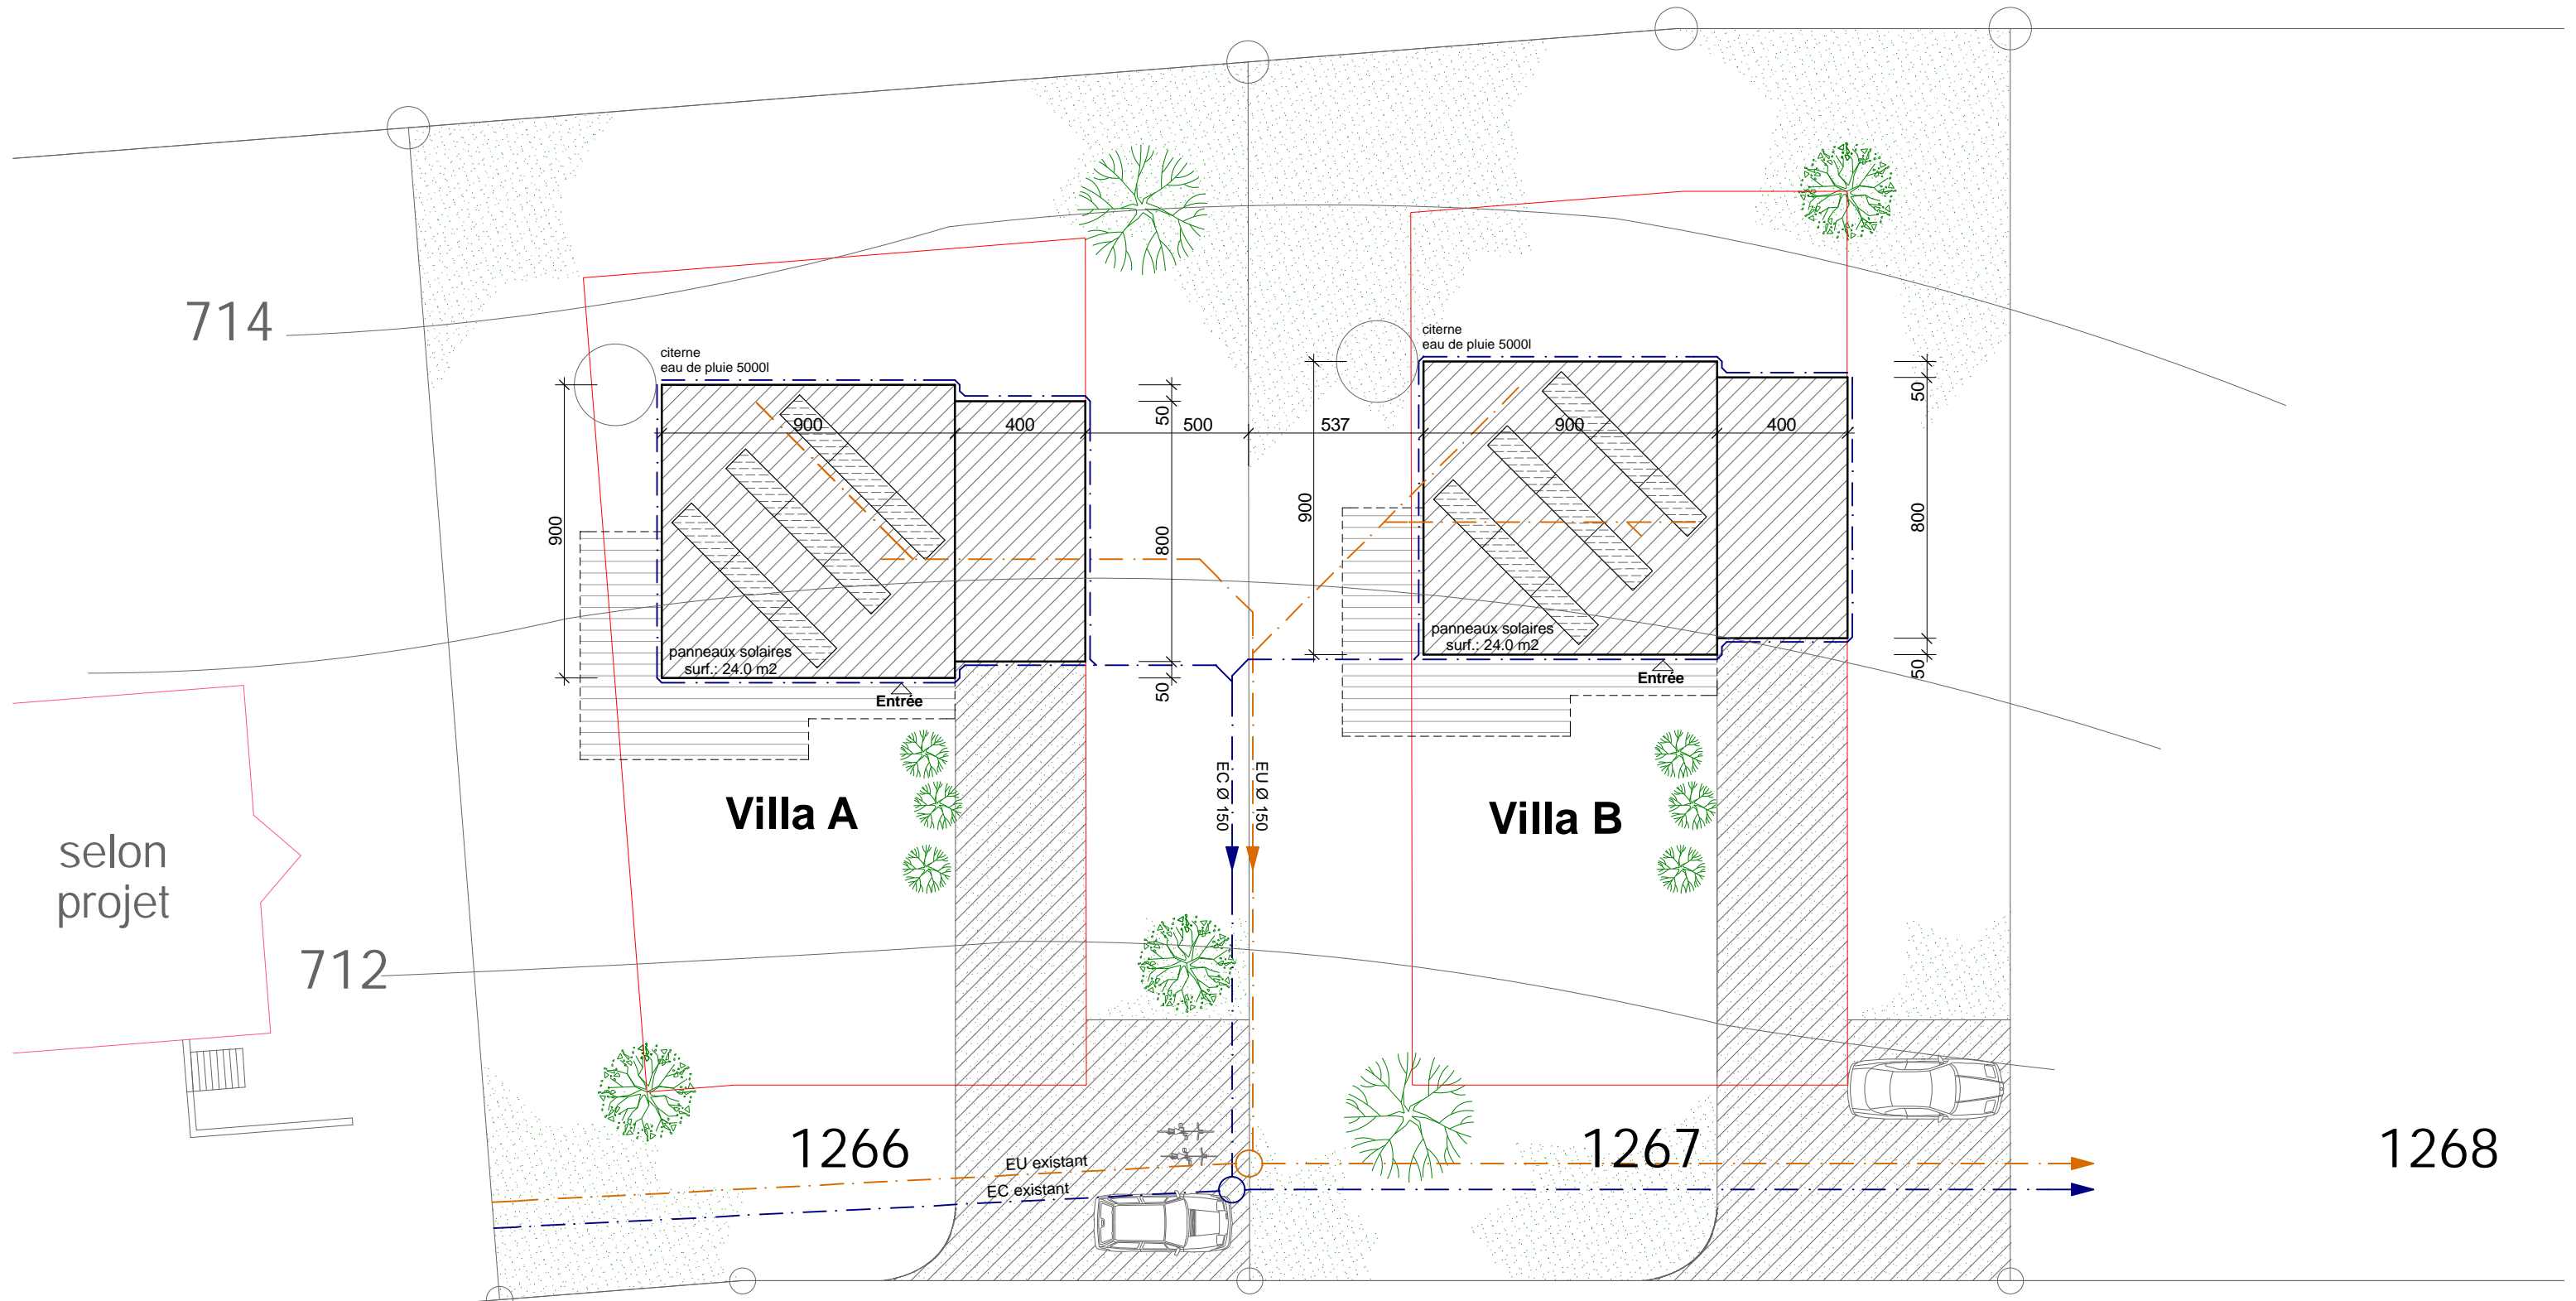 714
citerne
eau de pluie 5000l
citerne
eau de pluie 5000l
900
400
500
537
900
400
900
50
800
50
900
50
800
50
panneaux solaires
surf.: 24.0 m2
panneaux solaires
surf.: 24.0 m2
Entrée
Entrée
EC Ø 150
EU Ø 150
Villa A
Villa B
selon
projet
712
1266
1267
1268
EU existant
EC existant